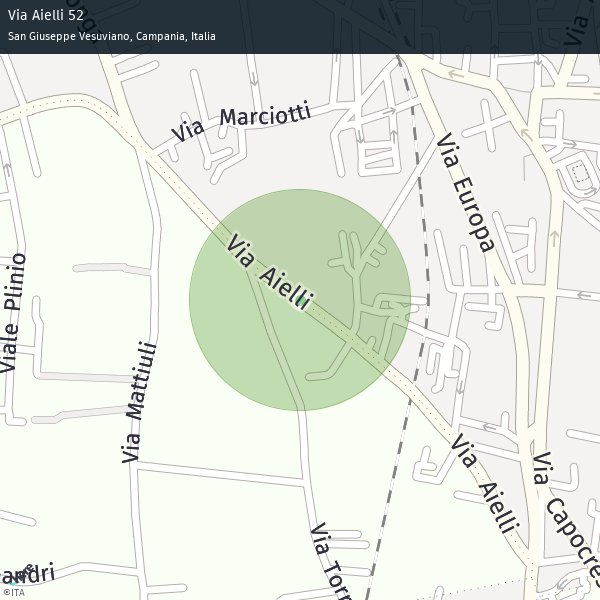 Via Aielli 52
San Giuseppe Vesuviano, Campania, Italia
Via Marciotti
Via Europa
Via
Via Aielli
Viale Plinio
Via Mattiuli
Via Aielli
Via Capocres
Via Torr
andri
©ITA